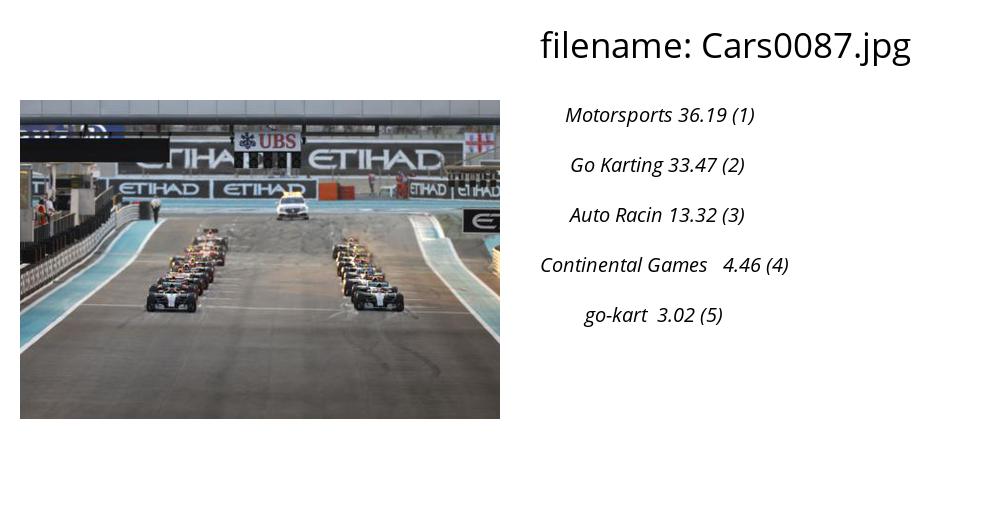 filename: Cars0087.jpg
Motorsports 36.19 (1)
Go Karting 33.47 (2)
Auto Racin 13.32 (3)
Continental Games 4.46 (4)
go-kart 3.02 (5)
UBS
ETIHAD ETIHAD
ETIHAD ETIHAD ETIHAD ETIHAD